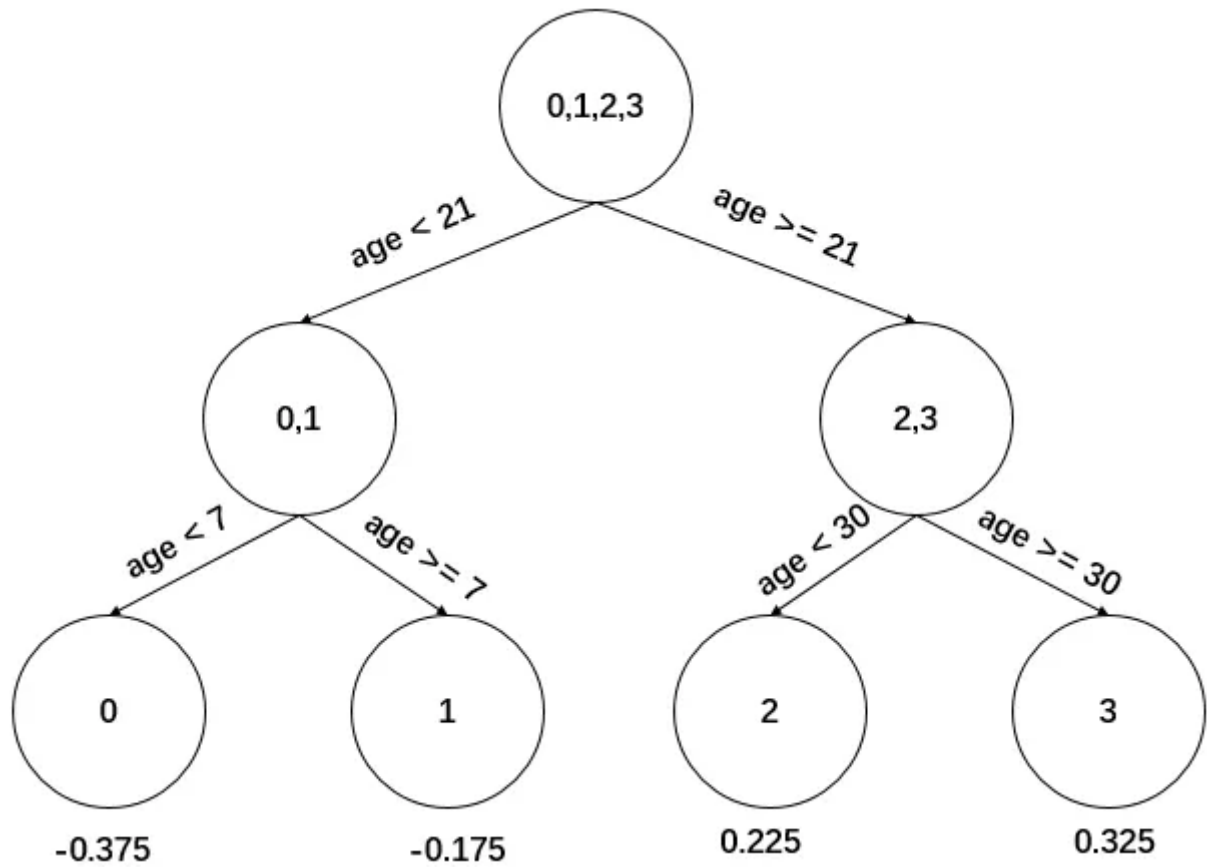 0,1,2,3
age < 21
age >= 21
0,1
2,3
age < 7
age >= 7
age < 30
age >= 30
0
1
2
3
-0.375
-0.175
0.225
0.325